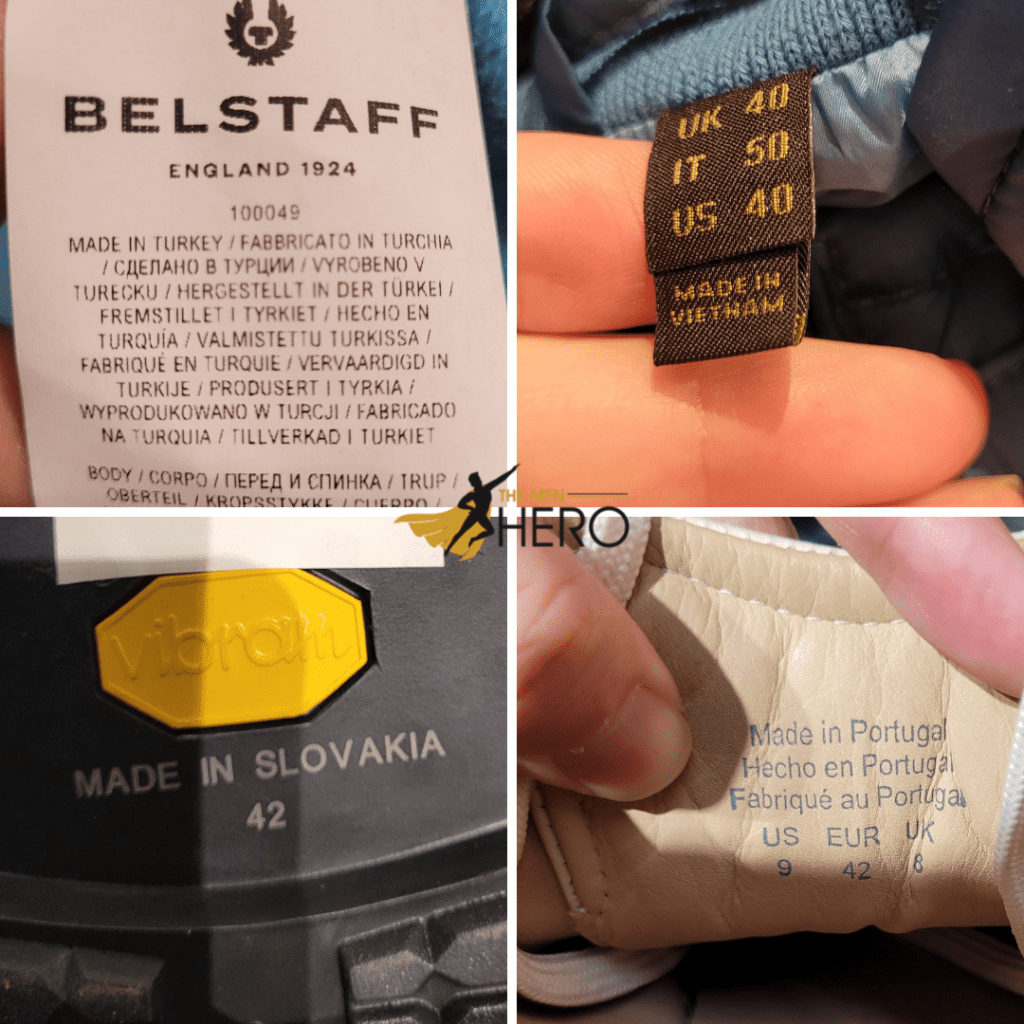 BELSTAFF
ENGLAND 1924
100049
MADE IN TURKEY / FABBRICATO IN TURCHIA
/ СДЕЛАНО В ТУРЦИИ / VYROBENO V
TURECKU / HERGESTELLT IN DER TÜRKEI /
FREMSTILLET I TYRKIET / HECHO EN
TURQUÍA / VALMISTETTU TURKISSA /
FABRIQUÉ EN TURQUIE / VERVAARDIGD IN
TURKIJE / PRODUSERT I TYRKIA /
WYPRODUKOWANO W TURCJI / FABRICADO
NA TURQUIA / TILLVERKAD I TURKIET
BODY / CORPO / ПЕРЕД И СПИНКА / TRUP /
OBERTEIL / KROPSSTYKKE / CUERPO /
UK 40
IT 50
US 40
MADE IN
VIETNAM
THE MEN
HERO
vibram
MADE IN SLOVAKIA
42
Made in Portugal
Hecho en Portugal
Fabriqué au Portugal
US EUR UK
9 42 8